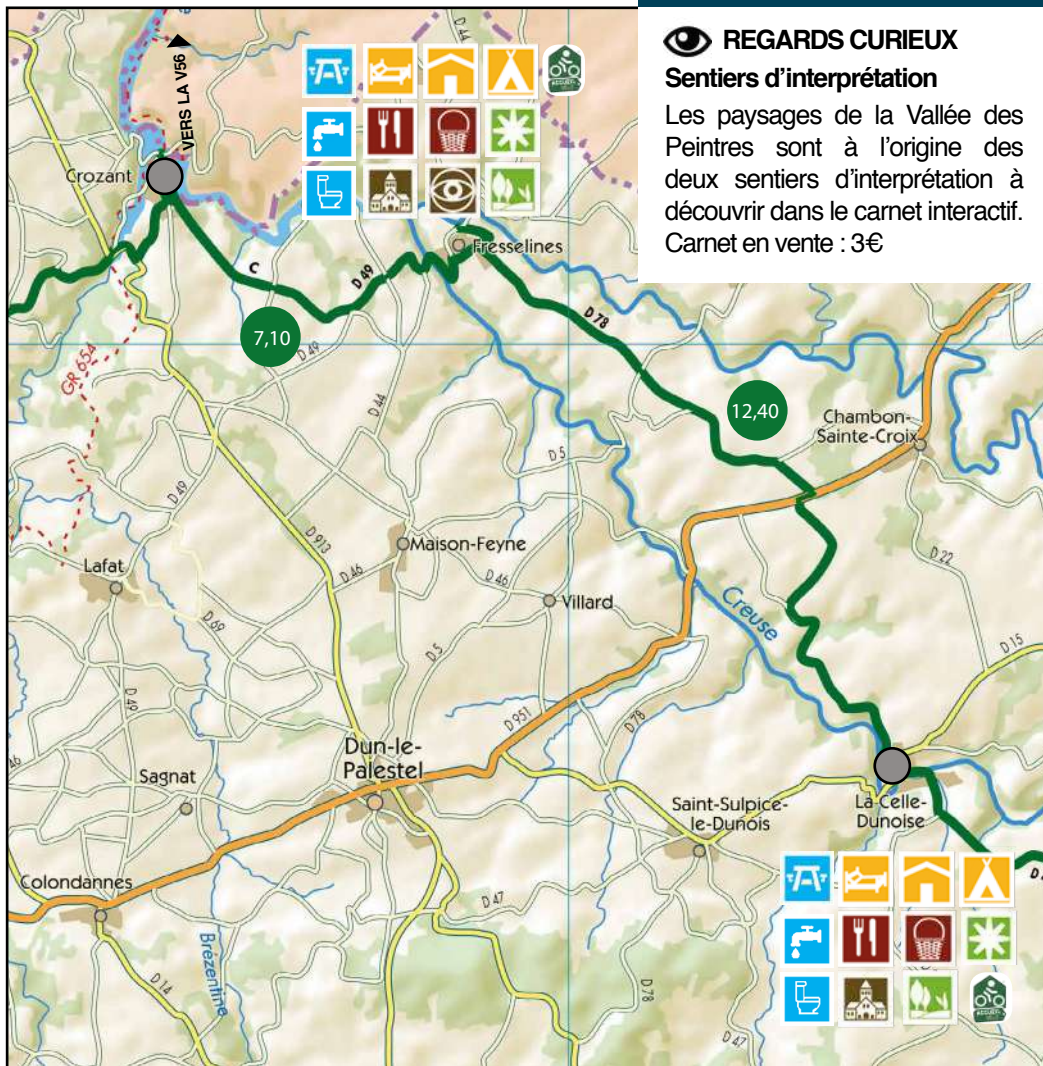 REGARDS CURIEUX
Sentiers d’interprétation
Les paysages de la Vallée des
Peintres sont à l’origine des
deux sentiers d’interprétation à
découvrir dans le carnet interactif.
Carnet en vente : 3€
VERS LA V56
D 44
ACCUEIL
Crozant
Fresselines
C
D 49
D 78
7,10
D 49
GR 654
D 44
12,40
Chambon-
Sainte-Croix
D 5
D 49
D 913
Maison-Feyne
D 22
Lafat
D 46
D 46
Villard
Creuse
D 69
D 5
D 15
D 49
D 951
D 78
46
Dun-le-
Palestel
Sagnat
Saint-Sulpice-
le-Dunois
La Celle-
Dunoise
Colondannes
D 47
Brézentine
D 14
D 78
D 47
ACCUEIL